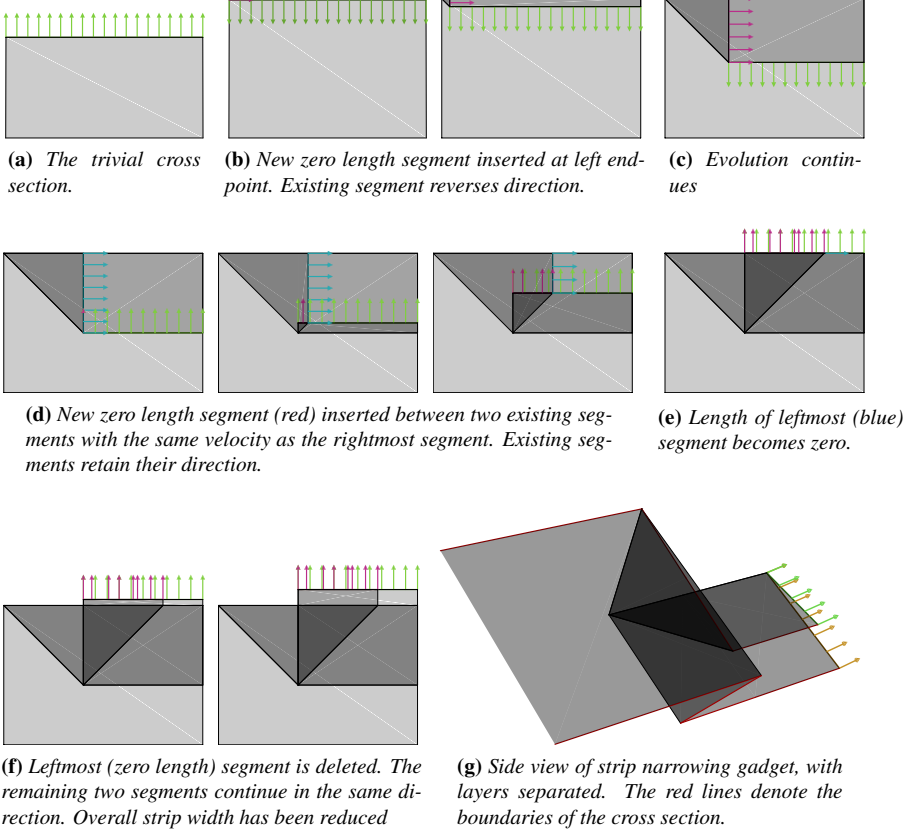 (a) The trivial cross
section.
(b) New zero length segment inserted at left end-
point. Existing segment reverses direction.
(c) Evolution contin-
ues
(d) New zero length segment (red) inserted between two existing seg-
ments with the same velocity as the rightmost segment. Existing seg-
ments retain their direction.
(e) Length of leftmost (blue)
segment becomes zero.
(f) Leftmost (zero length) segment is deleted. The
remaining two segments continue in the same di-
rection. Overall strip width has been reduced
(g) Side view of strip narrowing gadget, with
layers separated. The red lines denote the
boundaries of the cross section.